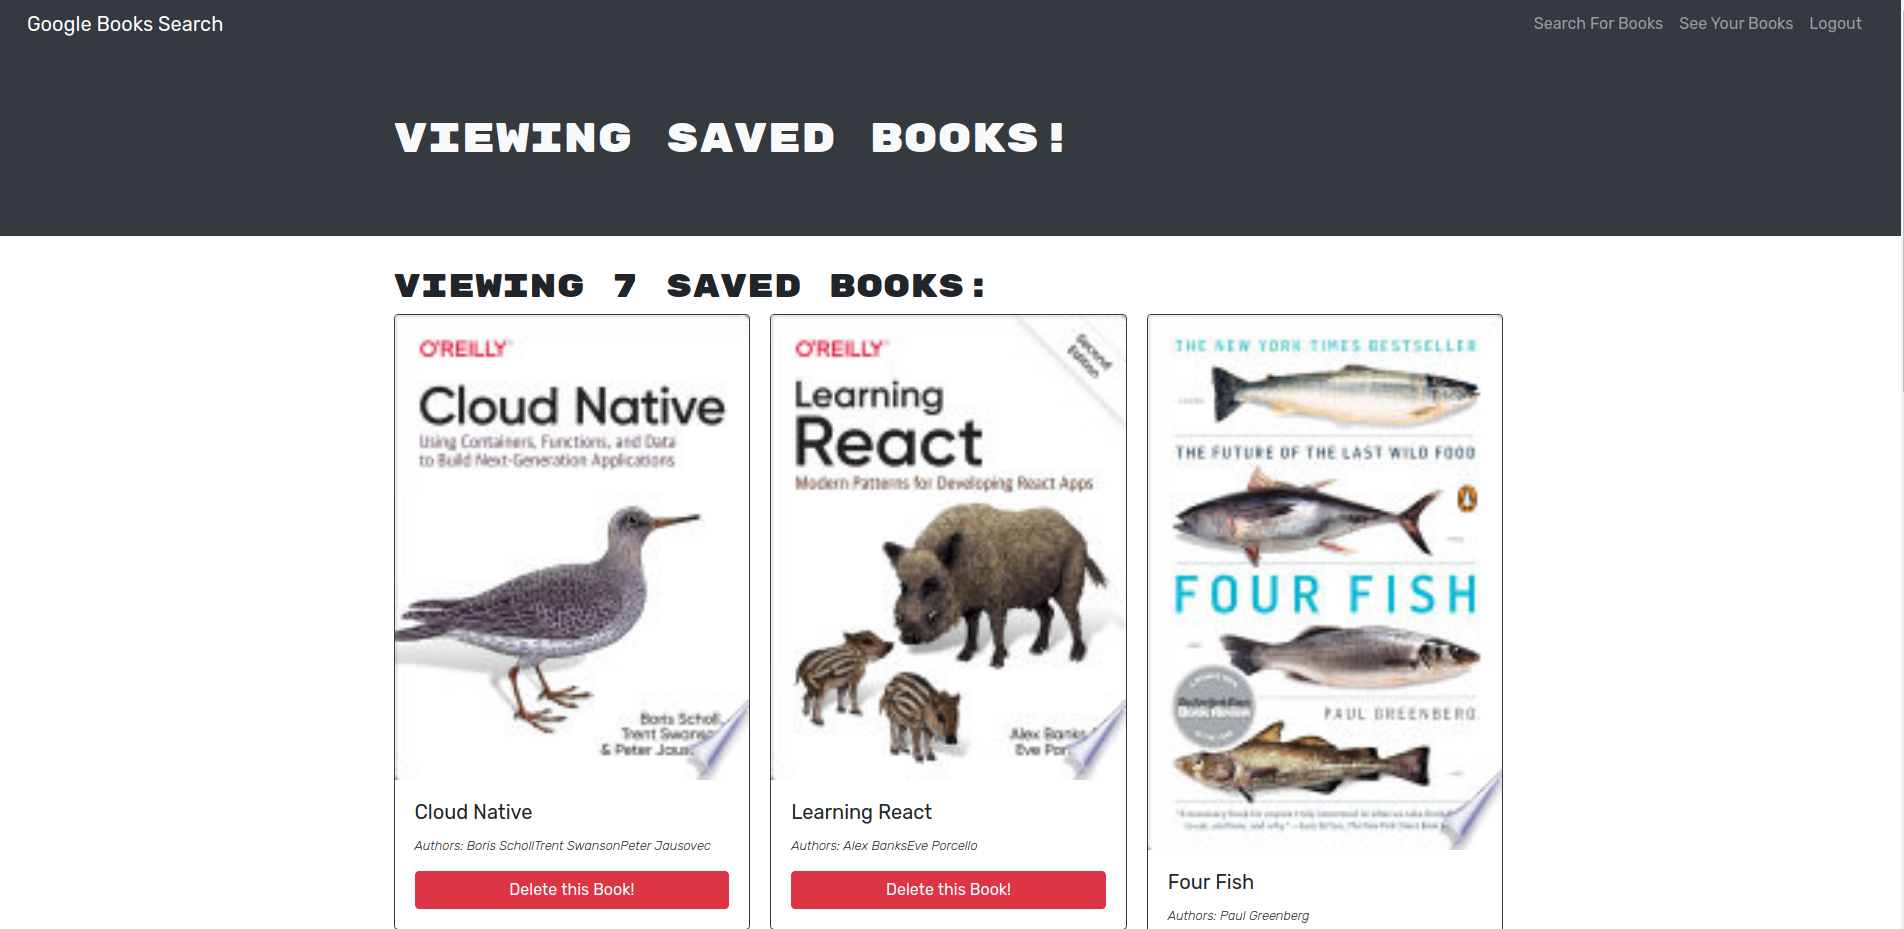 Google Books Search
Search For Books See Your Books Logout
VIEWING SAVED BOOKS!
VIEWING 7 SAVED BOOKS:
O'REILLY
Cloud Native
Using Containers, Functions, and Data
to Build Next-Generation Applications
Boris Scholl,
Trent
& Peter
Cloud Native
Authors: Boris SchollTrent SwansonPeter Jausovec
Delete this Book!
O'REILLY
Second
Edition
Learning
React
Modern Patterns for Developing React Apps
Alex Banks
Eve
Learning React
Authors: Alex BanksEve Porcello
Delete this Book!
THE NEW YORK TIMES BESTSELLER
THE FUTURE OF THE LAST WILD FOOD
FOUR FISH
PAUL GREENBERG
Four Fish
Authors: Paul Greenberg